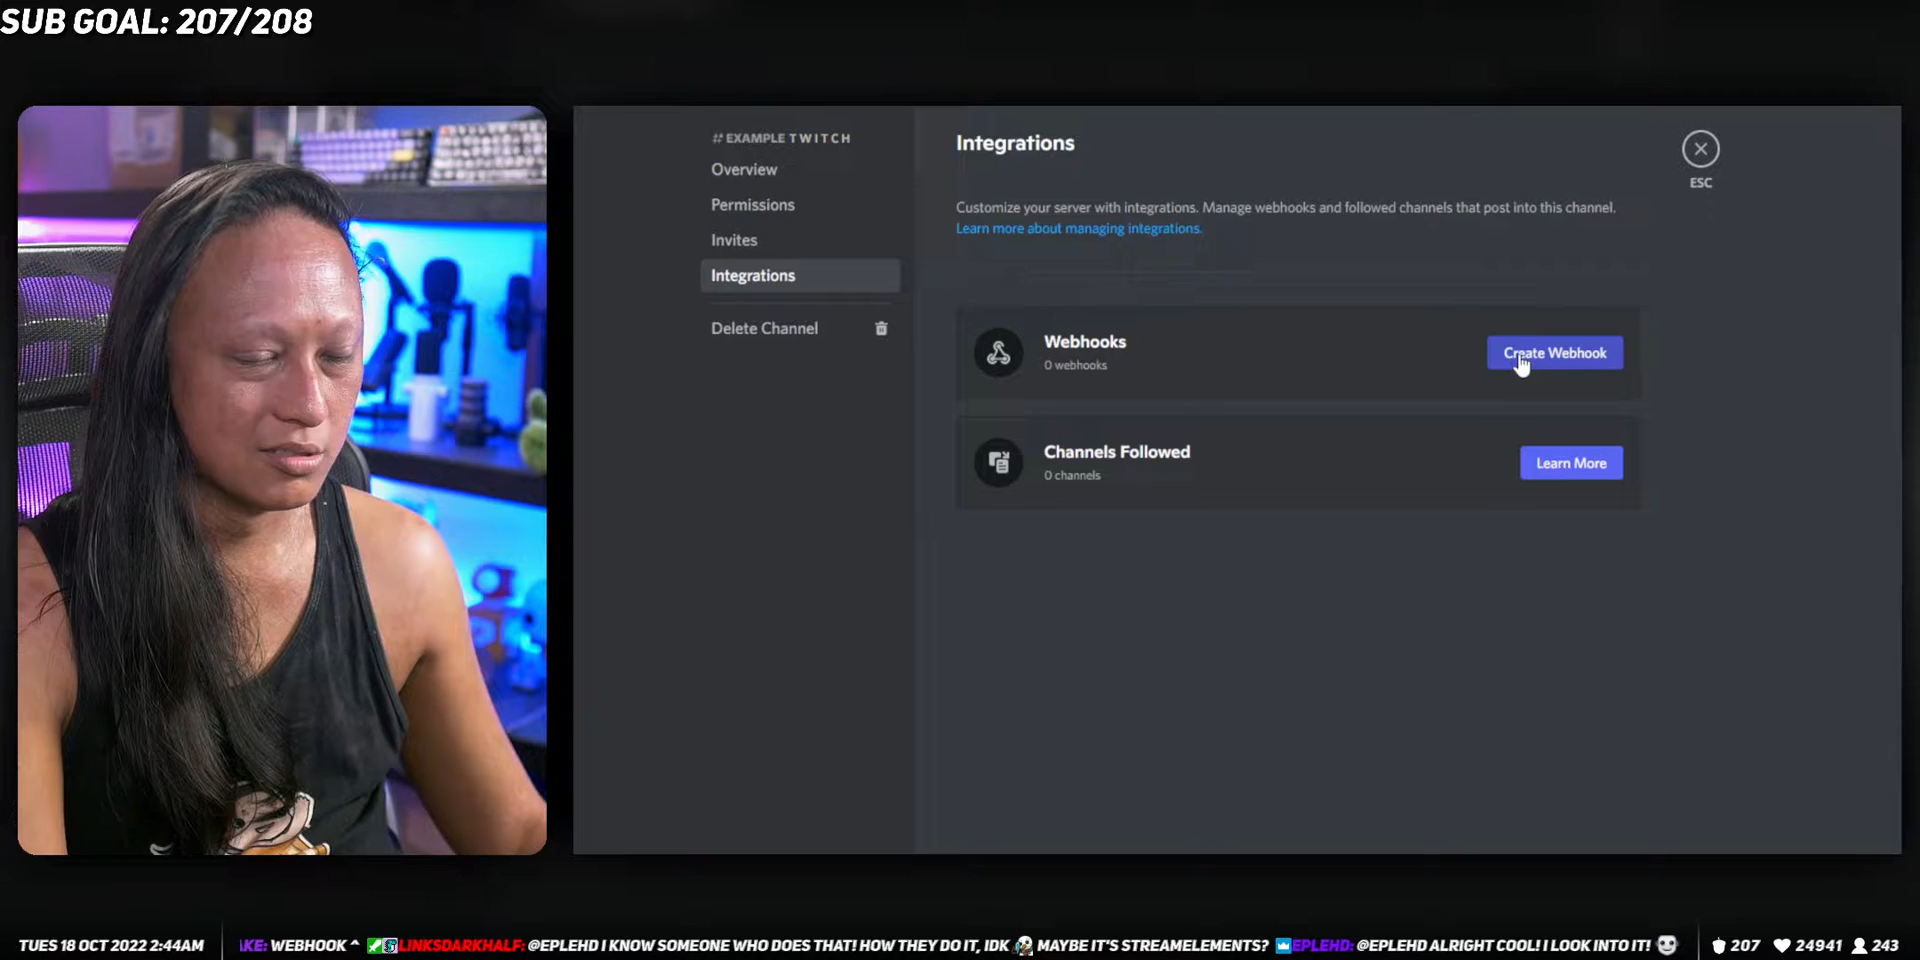 SUB GOAL: 207/208
# EXAMPLE TWITCH
Overview
Permissions
Invites
Integrations
Delete Channel
Integrations
ESC
Customize your server with integrations. Manage webhooks and followed channels that post into this channel.
Learn more about managing integrations.
Webhooks
0 webhooks
Create Webhook
Channels Followed
0 channels
Learn More
TUES 18 OCT 2022 2:44AM
AKE: WEBHOOK ^ LINKSDARKHALF: @EPLEHD I KNOW SOMEONE WHO DOES THAT! HOW THEY DO IT, IDK MAYBE IT'S STREAMELEMENTS? EPLEHD: @EPLEHD ALRIGHT COOL! I LOOK INTO IT!
207 24941 243